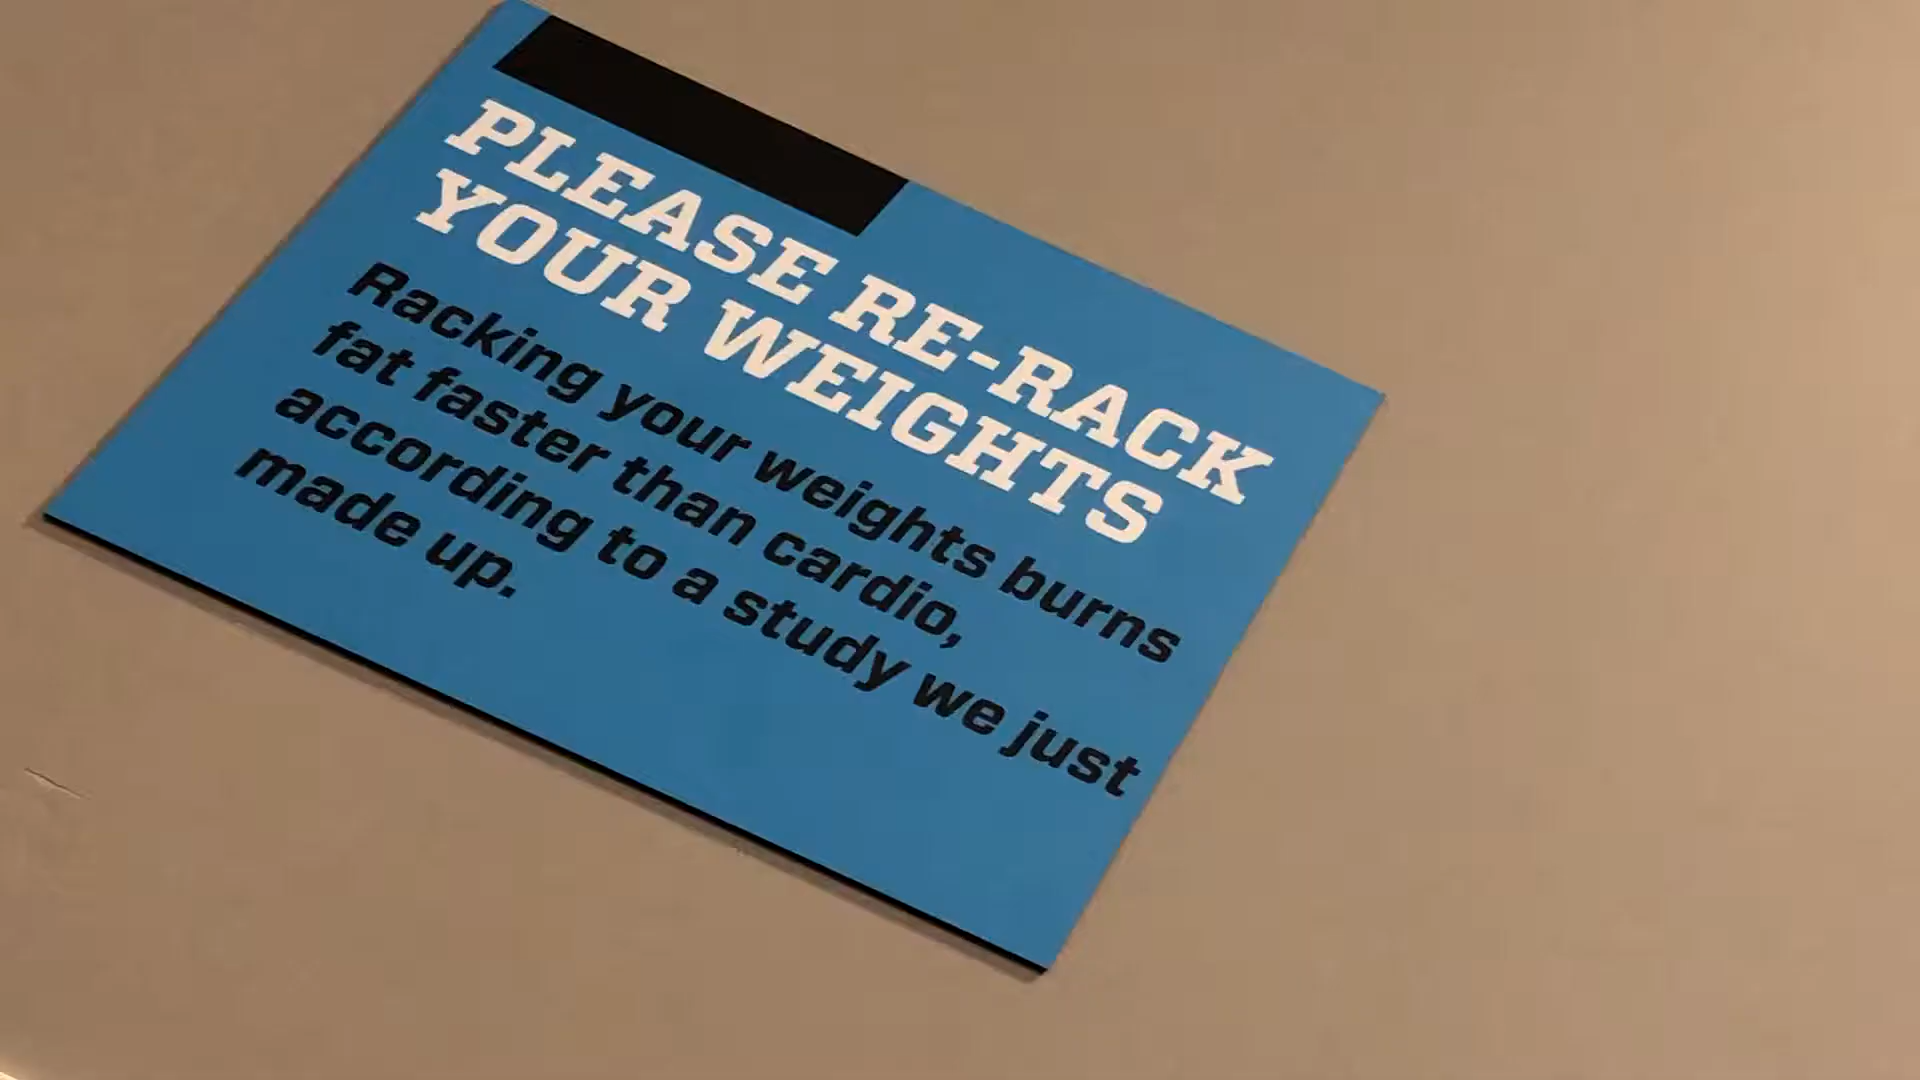 PLEASE RE-RACK
YOUR WEIGHTS
Racking your weights burns
fat faster than cardio,
according to a study we just
made up.